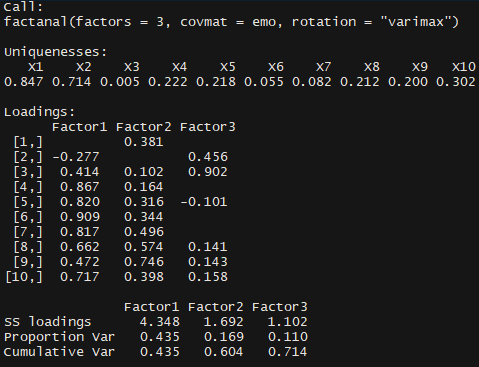 Call:
factanal(factors = 3, covmat = emo, rotation = "varimax")

Uniquenesses:
   X1    X2    X3    X4    X5    X6    X7    X8    X9   X10
0.847 0.714 0.005 0.222 0.218 0.055 0.082 0.212 0.200 0.302

Loadings:
      Factor1 Factor2 Factor3
 [1,]          0.381
 [2,] -0.277           0.456
 [3,]  0.414   0.102   0.902
 [4,]  0.867   0.164
 [5,]  0.820   0.316  -0.101
 [6,]  0.909   0.344
 [7,]  0.817   0.496
 [8,]  0.662   0.574   0.141
 [9,]  0.472   0.746   0.143
[10,]  0.717   0.398   0.158

               Factor1 Factor2 Factor3
SS loadings      4.348   1.692   1.102
Proportion Var   0.435   0.169   0.110
Cumulative Var   0.435   0.604   0.714